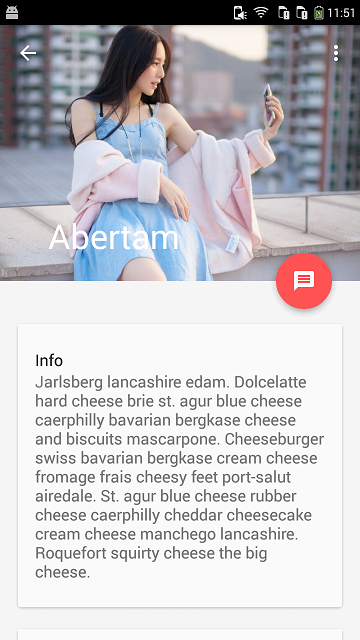 11:51
Abertam
Info
Jarlsberg lancashire edam. Dolcelatte
hard cheese brie st. agur blue cheese
caerphilly bavarian bergkase cheese
and biscuits mascarpone. Cheeseburger
swiss bavarian bergkase cream cheese
fromage frais cheesy feet port-salut
airedale. St. agur blue cheese rubber
cheese caerphilly cheddar cheesecake
cream cheese manchego lancashire.
Roquefort squirty cheese the big
cheese.